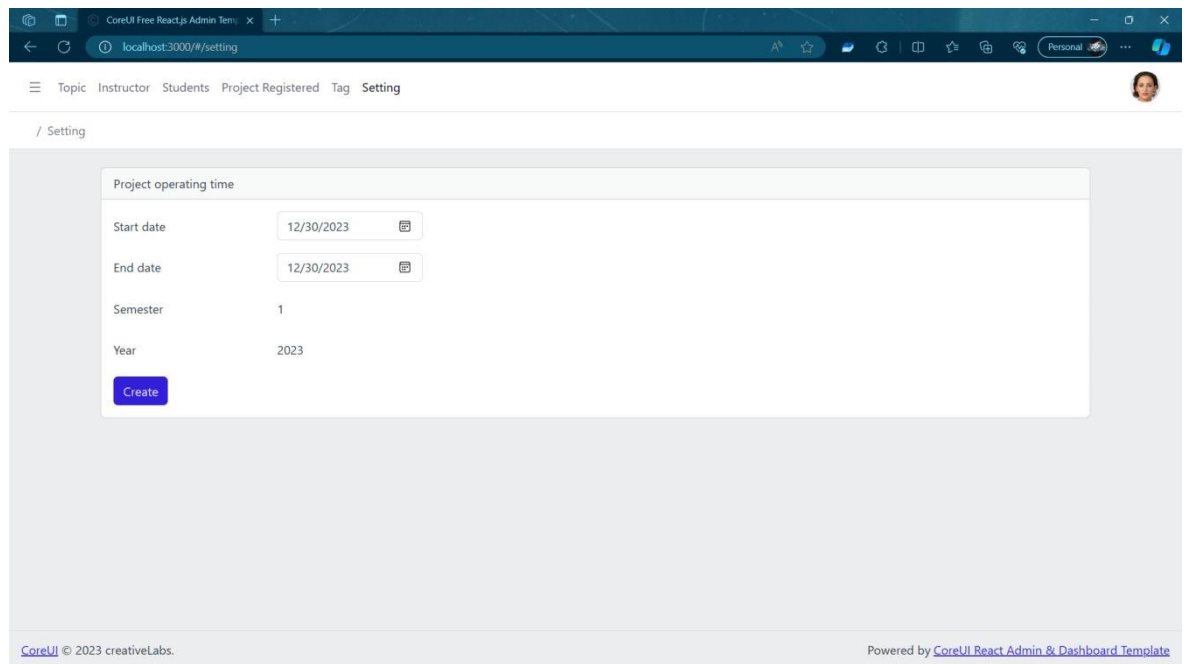 CoreUI Free React.js Admin Temp
localhost:3000/#/setting
Personal
Topic Instructor Students Project Registered Tag Setting
/ Setting
Project operating time
Start date 12/30/2023
End date 12/30/2023
Semester 1
Year 2023
Create
CoreUI © 2023 creativeLabs. Powered by CoreUI React Admin & Dashboard Template